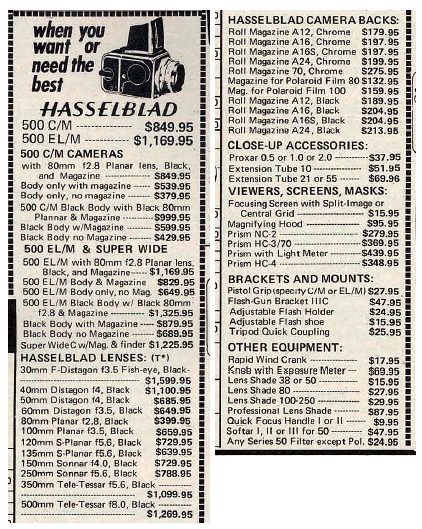 when you
want or
need the
best
HASSELBLAD
500 C/M $849.95
500 EL/M $1,169.95
500 C/M CAMERAS
with 80mm f2.8 Planar lens, Black,
and Magazine $849.95
Body only with magazine $539.95
Body only, no magazine $379.95
500 C/M Black Body with Black 80mm
Plannar & Magazine $999.95
Black Body w/Magazine $599.95
Black Body no Magazine $429.95
500 EL/M & SUPER WIDE
500 EL/M with 80mm f2.8 Planar lens,
Black, and Magazine $1,169.95
500 EL/M Body & Magazine $829.95
500 EL/M Body only, no Mag. $649.95
500 EL/M Black Body w/ Black 80mm
f2.8 & Magazine $1,325.95
Black Body with Magazine $879.95
Black Body no Magazine $689.95
Super Wide C w/Mag. & finder $1,225.95
HASSELBLAD LENSES: (T*)
30mm F-Distagon f3.5 Fish-eye, Black-
$1,599.95
40mm Distagon f4, Black $1,100.95
50mm Distagon f4, Black $685.95
60mm Distagon f3.5, Black $649.95
80mm Planar f2.8, Black $399.95
100mm Planar f3.5, Black $659.95
120mm S-Planar f5.6, Black $729.95
135mm S-Planar f5.6, Black $639.95
150mm Sonnar f4.0, Black $729.95
250mm Sonnar f5.6, Black $788.95
350mm Tele-Tessar f5.6, Black
$1,099.95
500mm Tele-Tessar f8.0, Black
$1,269.95
HASSELBLAD CAMERA BACKS:
Roll Magazine A12, Chrome $179.95
Roll Magazine A16, Chrome $197.95
Roll Magazine A16S, Chrome $197.95
Roll Magazine A24, Chrome $199.95
Roll Magazine 70, Chrome $275.95
Magazine for Polaroid Film 80 $132.95
Mag. for Polaroid Film 100 $159.95
Roll Magazine A12, Black $189.95
Roll Magazine A16, Black $204.95
Roll Magazine A16S, Black $204.95
Roll Magazine A24, Black $213.95
CLOSE-UP ACCESSORIES:
Proxar 0.5 or 1.0 or 2.0 $37.95
Extension Tube 10 $51.95
Extension Tube 21 or 55 $69.96
VIEWERS, SCREENS, MASKS:
Focusing Screen with Split-Image or
Central Grid $15.95
Magnifying Hood $95.95
Prism NC-2 $279.95
Prism HC-3/70 $369.95
Prism with Light Meter $439.95
Prism HC-4 $348.95
BRACKETS AND MOUNTS:
Pistol Grip(specity C/M or EL/M) $27.95
Flash-Gun Bracket IIIC $47.95
Adjustable Flash Holder $24.95
Adjustable Flash shoe $15.95
Tripod Quick Coupling $25.95
OTHER EQUIPMENT:
Rapid Wind Crank $17.95
Knob with Exposure Meter $69.95
Lens Shade 38 or 50 $15.95
Lens Shade 80 $27.95
Lens Shade 100-250 $29.95
Professional Lens Shade $87.95
Quick Focus Handle I or II $9.95
Softar I, II or III for 50 $47.95
Any Series 50 Filter except Pol. $24.95